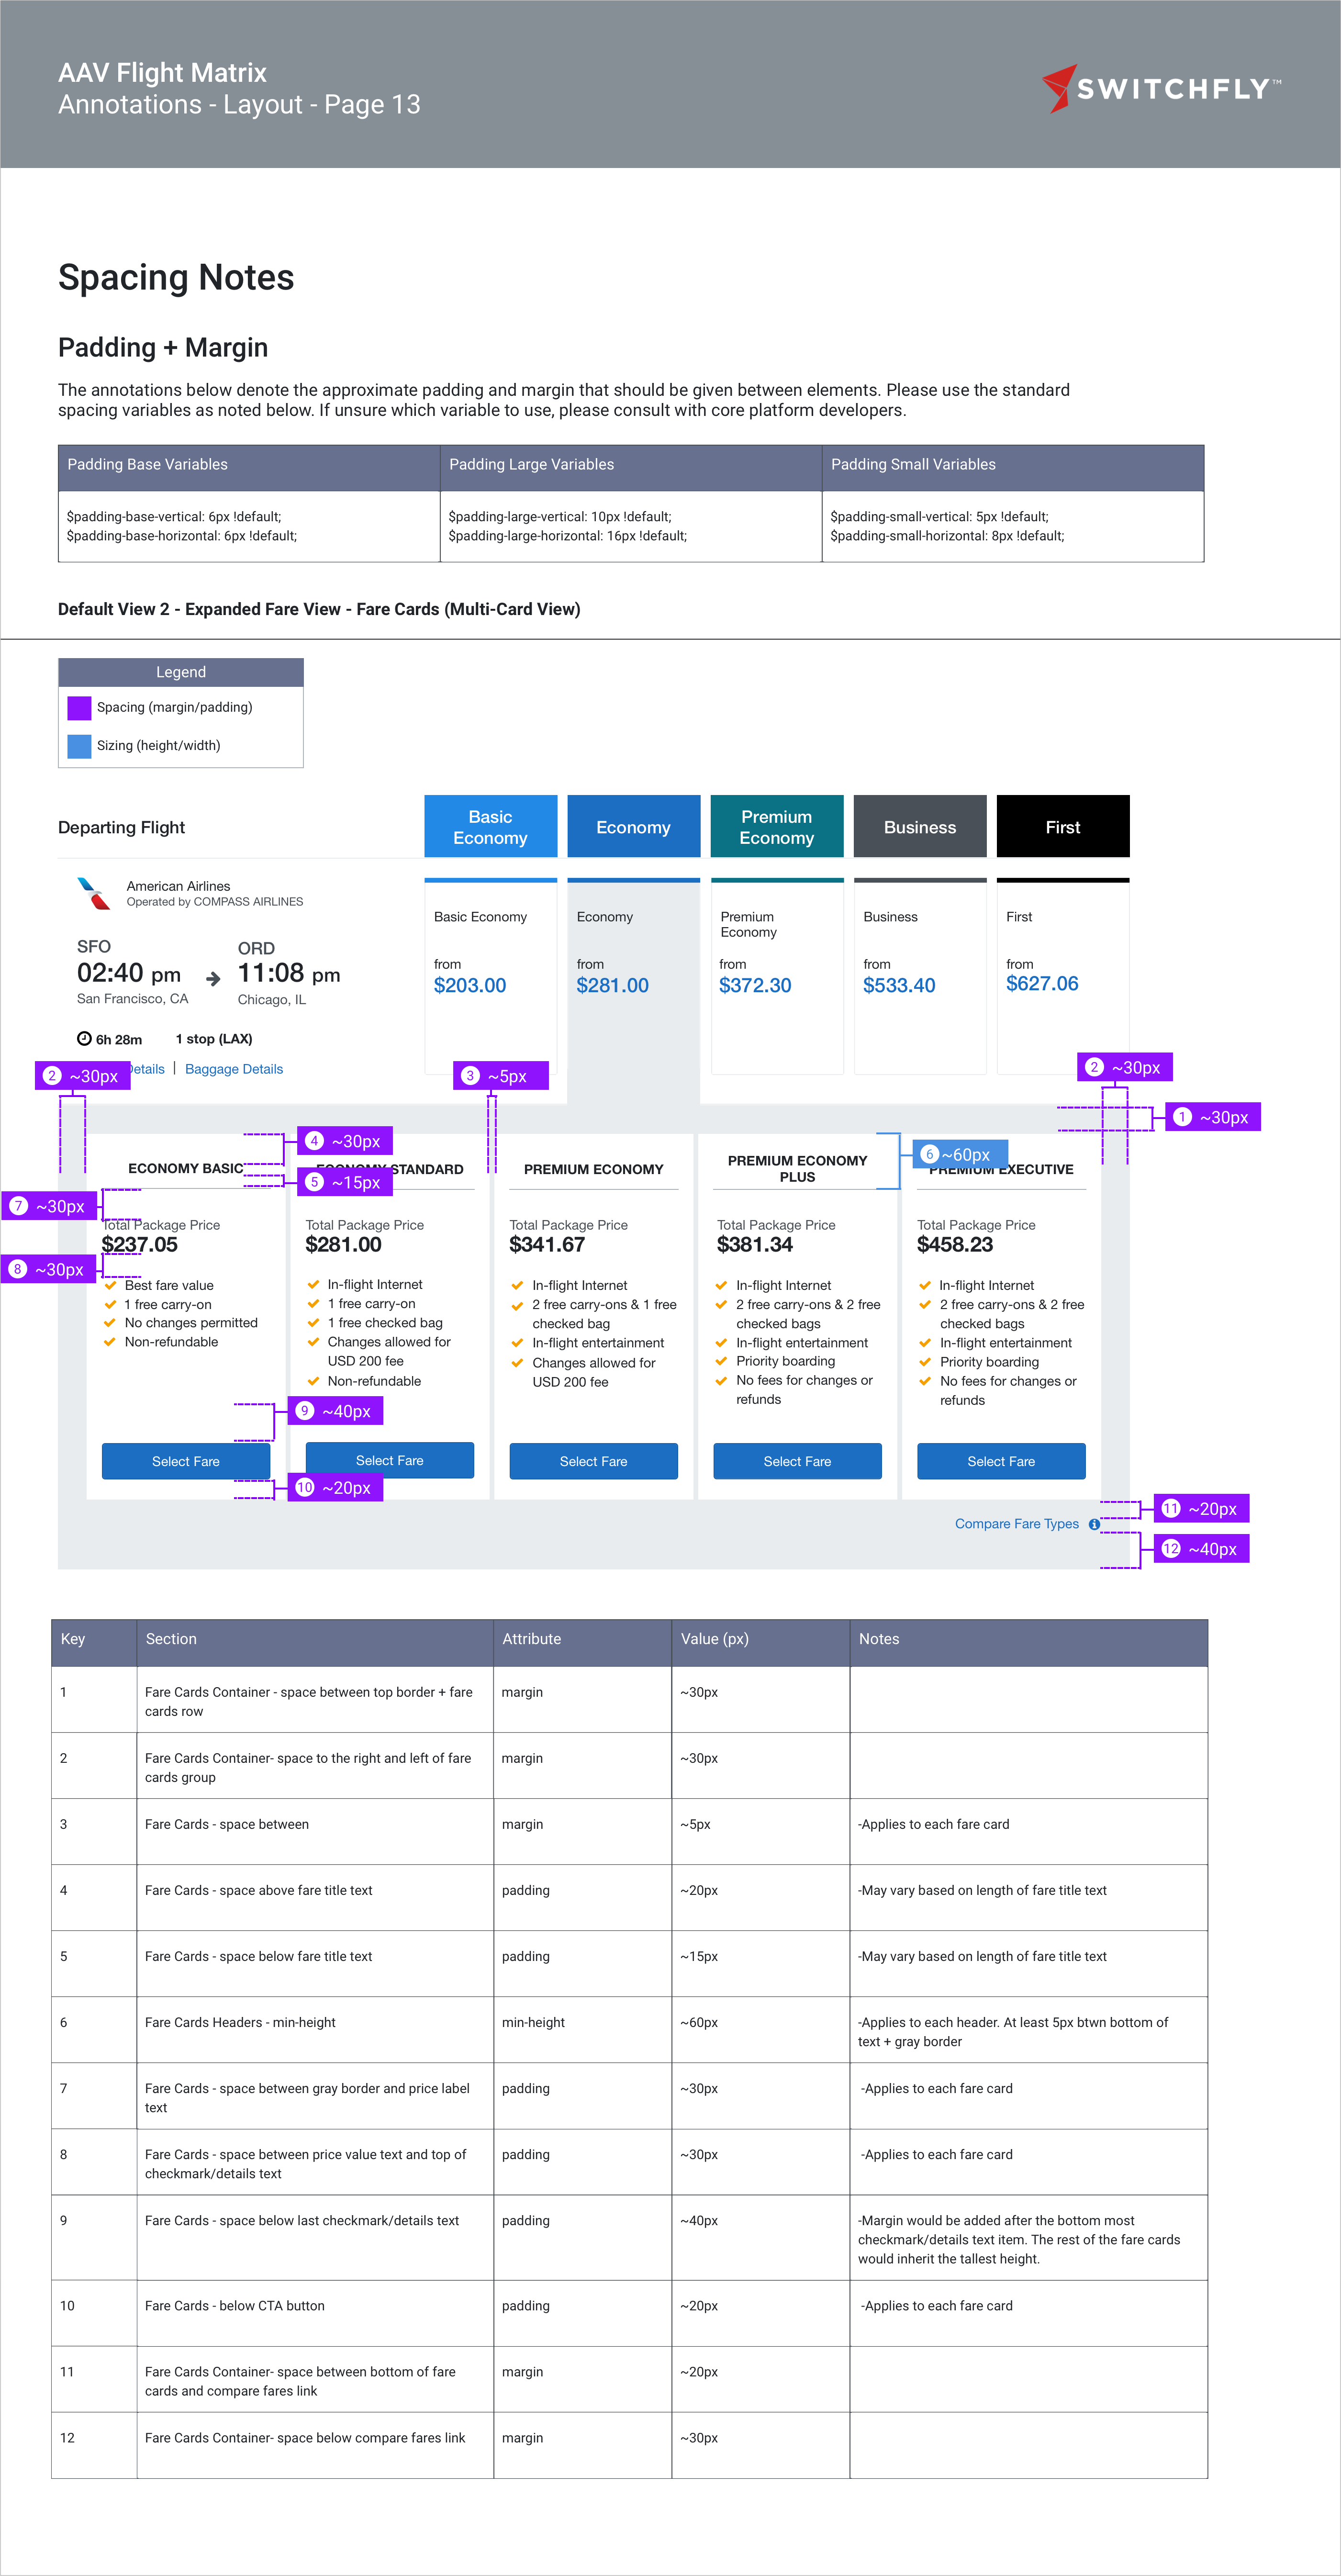 AAV Flight Matrix
Annotations - Layout - Page 13
SWITCHFLY™
Spacing Notes
Padding + Margin
The annotations below denote the approximate padding and margin that should be given between elements. Please use the standard
spacing variables as noted below. If unsure which variable to use, please consult with core platform developers.
Padding Base Variables
Padding Large Variables
Padding Small Variables
$padding-base-vertical: 6px !default;
$padding-base-horizontal: 6px !default;
$padding-large-vertical: 10px !default;
$padding-large-horizontal: 16px !default;
$padding-small-vertical: 5px !default;
$padding-small-horizontal: 8px !default;
Default View 2 - Expanded Fare View - Fare Cards (Multi-Card View)
Legend
Spacing (margin/padding)
Sizing (height/width)
Departing Flight
Basic
Economy
Economy
Premium
Economy
Business
First
American Airlines
Operated by COMPASS AIRLINES
SFO
02:40 pm
San Francisco, CA
ORD
11:08 pm
Chicago, IL
6h 28m
1 stop (LAX)
Details | Baggage Details
Basic Economy
from
$203.00
Economy
from
$281.00
Premium
Economy
from
$372.30
Business
from
$533.40
First
from
$627.06
2 ~30px
3 ~5px
2 ~30px
1 ~30px
4 ~30px
5 ~15px
6 ~60px
7 ~30px
8 ~30px
ECONOMY BASIC
Total Package Price
$237.05
Best fare value
1 free carry-on
No changes permitted
Non-refundable
Select Fare
ECONOMY STANDARD
Total Package Price
$281.00
In-flight Internet
1 free carry-on
1 free checked bag
Changes allowed for
USD 200 fee
Non-refundable
Select Fare
PREMIUM ECONOMY
Total Package Price
$341.67
In-flight Internet
2 free carry-ons & 1 free
checked bag
In-flight entertainment
Changes allowed for
USD 200 fee
Select Fare
PREMIUM ECONOMY
PLUS
Total Package Price
$381.34
In-flight Internet
2 free carry-ons & 2 free
checked bags
In-flight entertainment
Priority boarding
No fees for changes or
refunds
Select Fare
PREMIUM EXECUTIVE
Total Package Price
$458.23
In-flight Internet
2 free carry-ons & 2 free
checked bags
In-flight entertainment
Priority boarding
No fees for changes or
refunds
Select Fare
9 ~40px
10 ~20px
Compare Fare Types
11 ~20px
12 ~40px
Key
Section
Attribute
Value (px)
Notes
1
Fare Cards Container - space between top border + fare
cards row
margin
~30px
2
Fare Cards Container- space to the right and left of fare
cards group
margin
~30px
3
Fare Cards - space between
margin
~5px
-Applies to each fare card
4
Fare Cards - space above fare title text
padding
~20px
-May vary based on length of fare title text
5
Fare Cards - space below fare title text
padding
~15px
-May vary based on length of fare title text
6
Fare Cards Headers - min-height
min-height
~60px
-Applies to each header. At least 5px btwn bottom of
text + gray border
7
Fare Cards - space between gray border and price label
text
padding
~30px
-Applies to each fare card
8
Fare Cards - space between price value text and top of
checkmark/details text
padding
~30px
-Applies to each fare card
9
Fare Cards - space below last checkmark/details text
padding
~40px
-Margin would be added after the bottom most
checkmark/details text item. The rest of the fare cards
would inherit the tallest height.
10
Fare Cards - below CTA button
padding
~20px
-Applies to each fare card
11
Fare Cards Container- space between bottom of fare
cards and compare fares link
margin
~20px
12
Fare Cards Container- space below compare fares link
margin
~30px